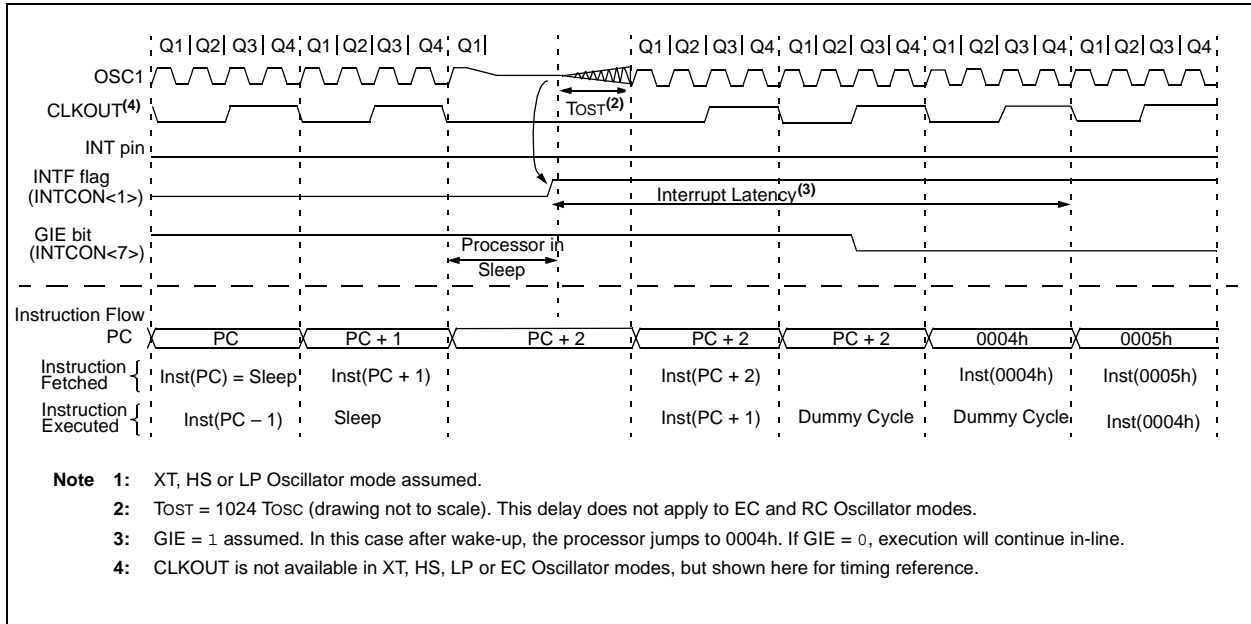 Q1 Q2 Q3 Q4 Q1 Q2 Q3 Q4 Q1 Q1 Q2 Q3 Q4 Q1 Q2 Q3 Q4 Q1 Q2 Q3 Q4 Q1 Q2 Q3 Q4
OSC1
CLKOUT(4) TOST(2)
INT pin
INTF flag
(INTCON<1>) Interrupt Latency(3)
GIE bit
(INTCON<7>) Processor in
Sleep
Instruction Flow
PC PC PC + 1 PC + 2 PC + 2 PC + 2 0004h 0005h
Instruction
Fetched { Inst(PC) = Sleep Inst(PC + 1) Inst(PC + 2) Inst(0004h) Inst(0005h)
Instruction
Executed { Inst(PC – 1) Sleep Inst(PC + 1) Dummy Cycle Dummy Cycle Inst(0004h)
Note 1: XT, HS or LP Oscillator mode assumed.
2: TOST = 1024 TOSC (drawing not to scale). This delay does not apply to EC and RC Oscillator modes.
3: GIE = 1 assumed. In this case after wake-up, the processor jumps to 0004h. If GIE = 0, execution will continue in-line.
4: CLKOUT is not available in XT, HS, LP or EC Oscillator modes, but shown here for timing reference.